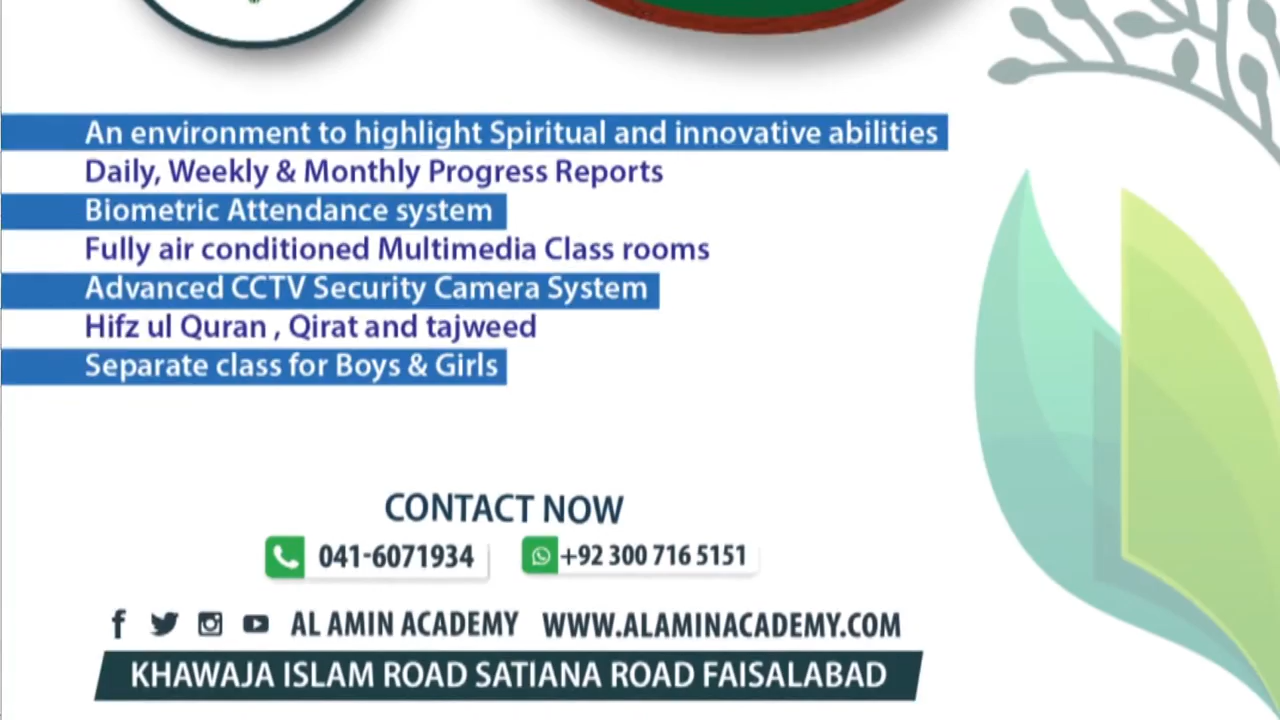 An environment to highlight Spiritual and innovative abilities
Daily, Weekly & Monthly Progress Reports
Biometric Attendance system
Fully air conditioned Multimedia Class rooms
Advanced CCTV Security Camera System
Hifz ul Quran , Qirat and tajweed
Separate class for Boys & Girls
CONTACT NOW
041-6071934 +92 300 716 5151
AL AMIN ACADEMY WWW.ALAMINACADEMY.COM
KHAWAJA ISLAM ROAD SATIANA ROAD FAISALABAD